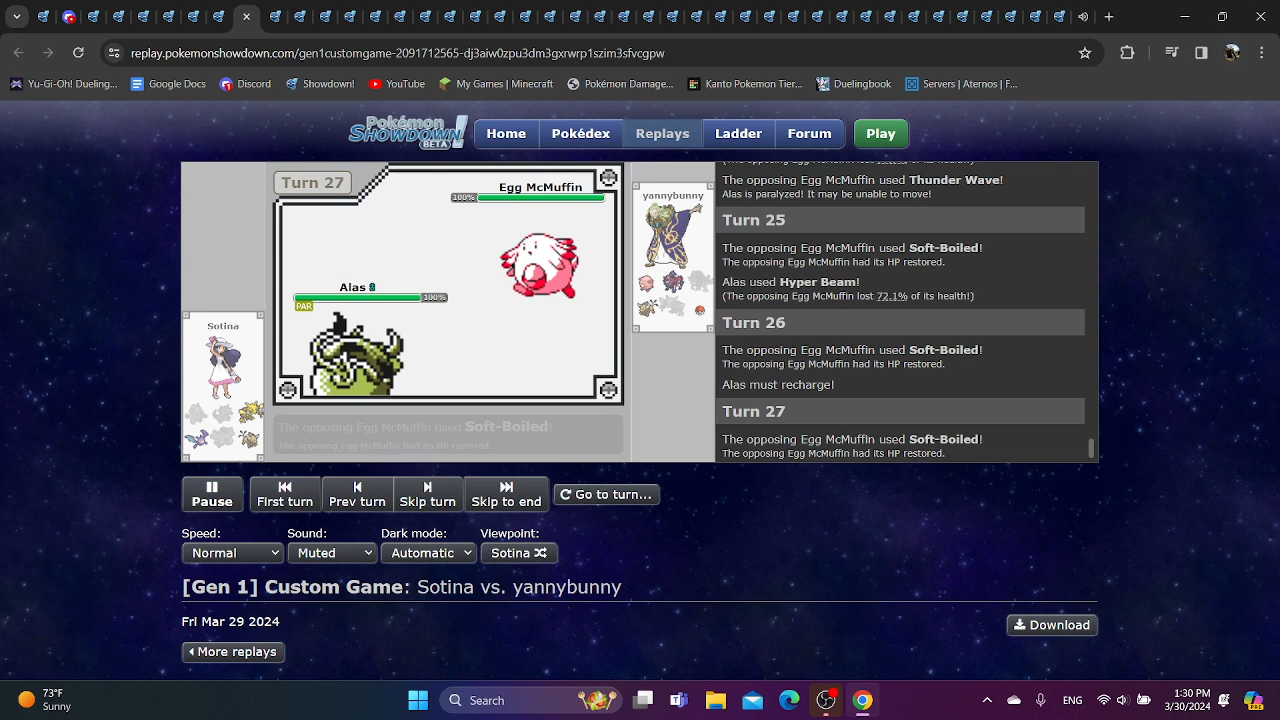 replay.pokemonshowdown.com/gen1customgame-2091712565-dj3aiw0zpu3dm3gxrwrp1szim3sfvcgpw
Yu-Gi-Oh! Dueling... Google Docs Discord Showdown! YouTube My Games | Minecraft Pokémon Damage... Kanto Pokemon Tier... Duelingbook Servers | Aternos | F...
Pokémon
SHOWDOWN!
BETA
Home Pokédex Replays Ladder Forum Play
Turn 27
Egg McMuffin
100%
Alas
100%
PAR
The opposing Egg McMuffin used Soft-Boiled!
The opposing Egg McMuffin had its HP restored.
Sotina
yannybunny
The opposing Egg McMuffin used Thunder Wave!
Alas is paralyzed! It may be unable to move!
Turn 25
The opposing Egg McMuffin used Soft-Boiled!
The opposing Egg McMuffin had its HP restored.
Alas used Hyper Beam!
(The opposing Egg McMuffin lost 72.1% of its health!)
Turn 26
The opposing Egg McMuffin used Soft-Boiled!
The opposing Egg McMuffin had its HP restored.
Alas must recharge!
Turn 27
The opposing Egg McMuffin used Soft-Boiled!
The opposing Egg McMuffin had its HP restored.
Pause First turn Prev turn Skip turn Skip to end Go to turn...
Speed: Sound: Dark mode: Viewpoint:
Normal Muted Automatic Sotina
[Gen 1] Custom Game: Sotina vs. yannybunny
Fri Mar 29 2024
Download
More replays
73°F
Sunny
Search
ENG
1:30 PM
3/30/2024
PRE